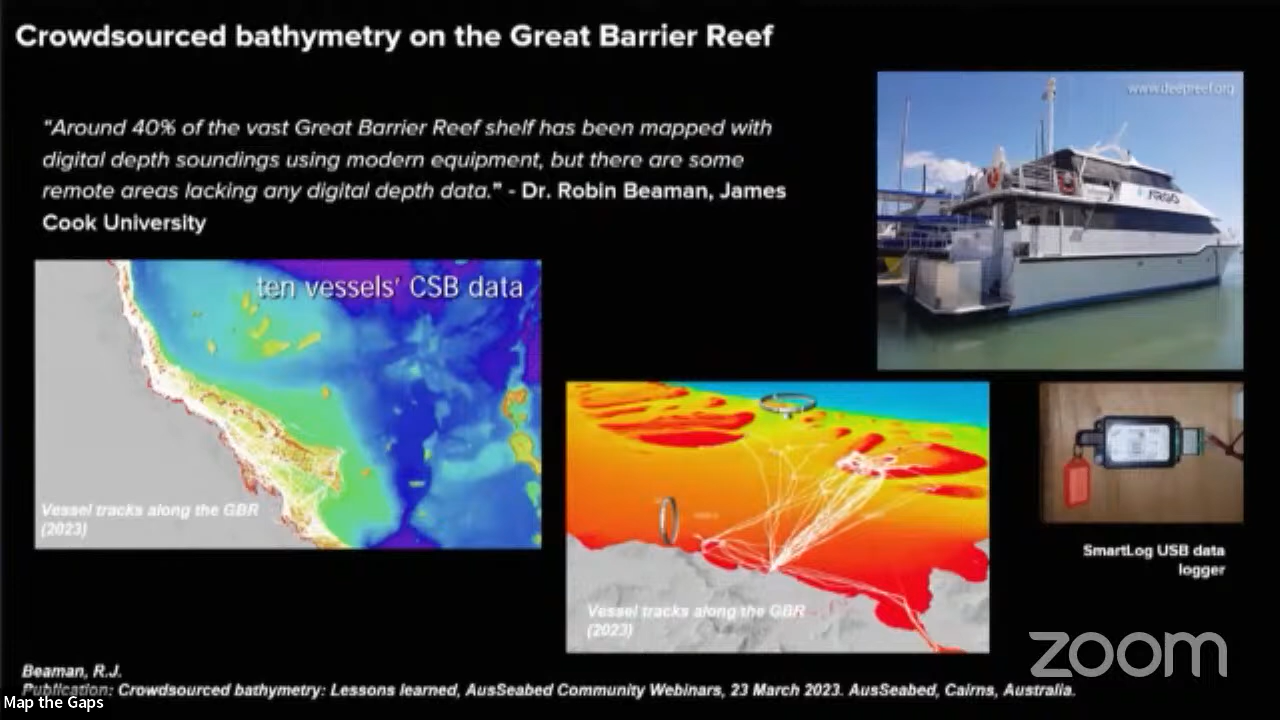 Crowdsourced bathymetry on the Great Barrier Reef
www.deepreef.org
“Around 40% of the vast Great Barrier Reef shelf has been mapped with
digital depth soundings using modern equipment, but there are some
remote areas lacking any digital depth data.” - Dr. Robin Beaman, James
Cook University
ten vessels' CSB data
Vessel tracks along the GBR
(2023)
Vessel tracks along the GBR
(2023)
SmartLog USB data
logger
zoom
Beaman, R.J.
Publication: Crowdsourced bathymetry: Lessons learned, AusSeabed Community Webinars, 23 March 2023. AusSeabed, Cairns, Australia.
Map the Gaps